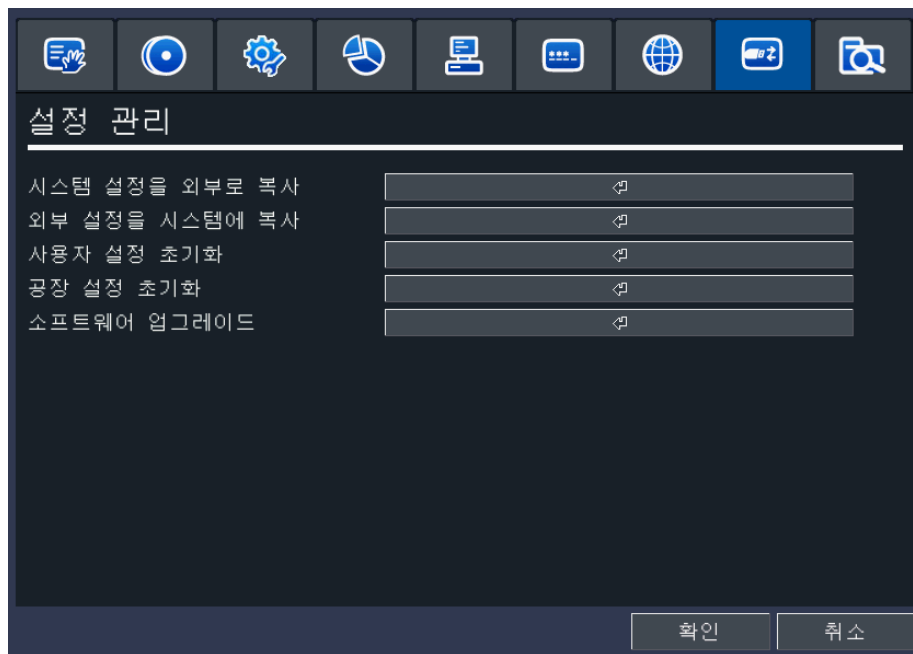 설정 관리
시스템 설정을 외부로 복사
외부 설정을 시스템에 복사
사용자 설정 초기화
공장 설정 초기화
소프트웨어 업그레이드
확인 취소